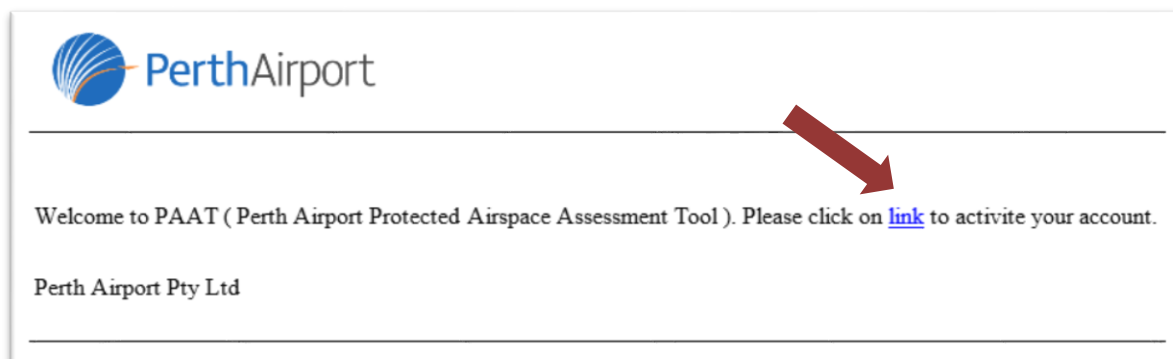 PerthAirport
Welcome to PAAT ( Perth Airport Protected Airspace Assessment Tool ). Please click on link to activite your account.
Perth Airport Pty Ltd